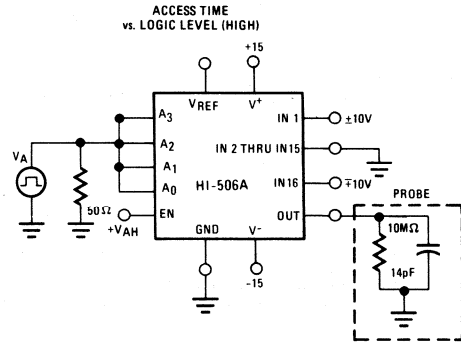 ACCESS TIME
vs. LOGIC LEVEL (HIGH)
+15
VREF
V+
A3
A2
A1
A0
EN
VA
50Ω
+VAH
HI-506A
IN 1
±10V
IN 2 THRU IN15
IN16
∓10V
OUT
GND
V-
-15
PROBE
10MΩ
14pF